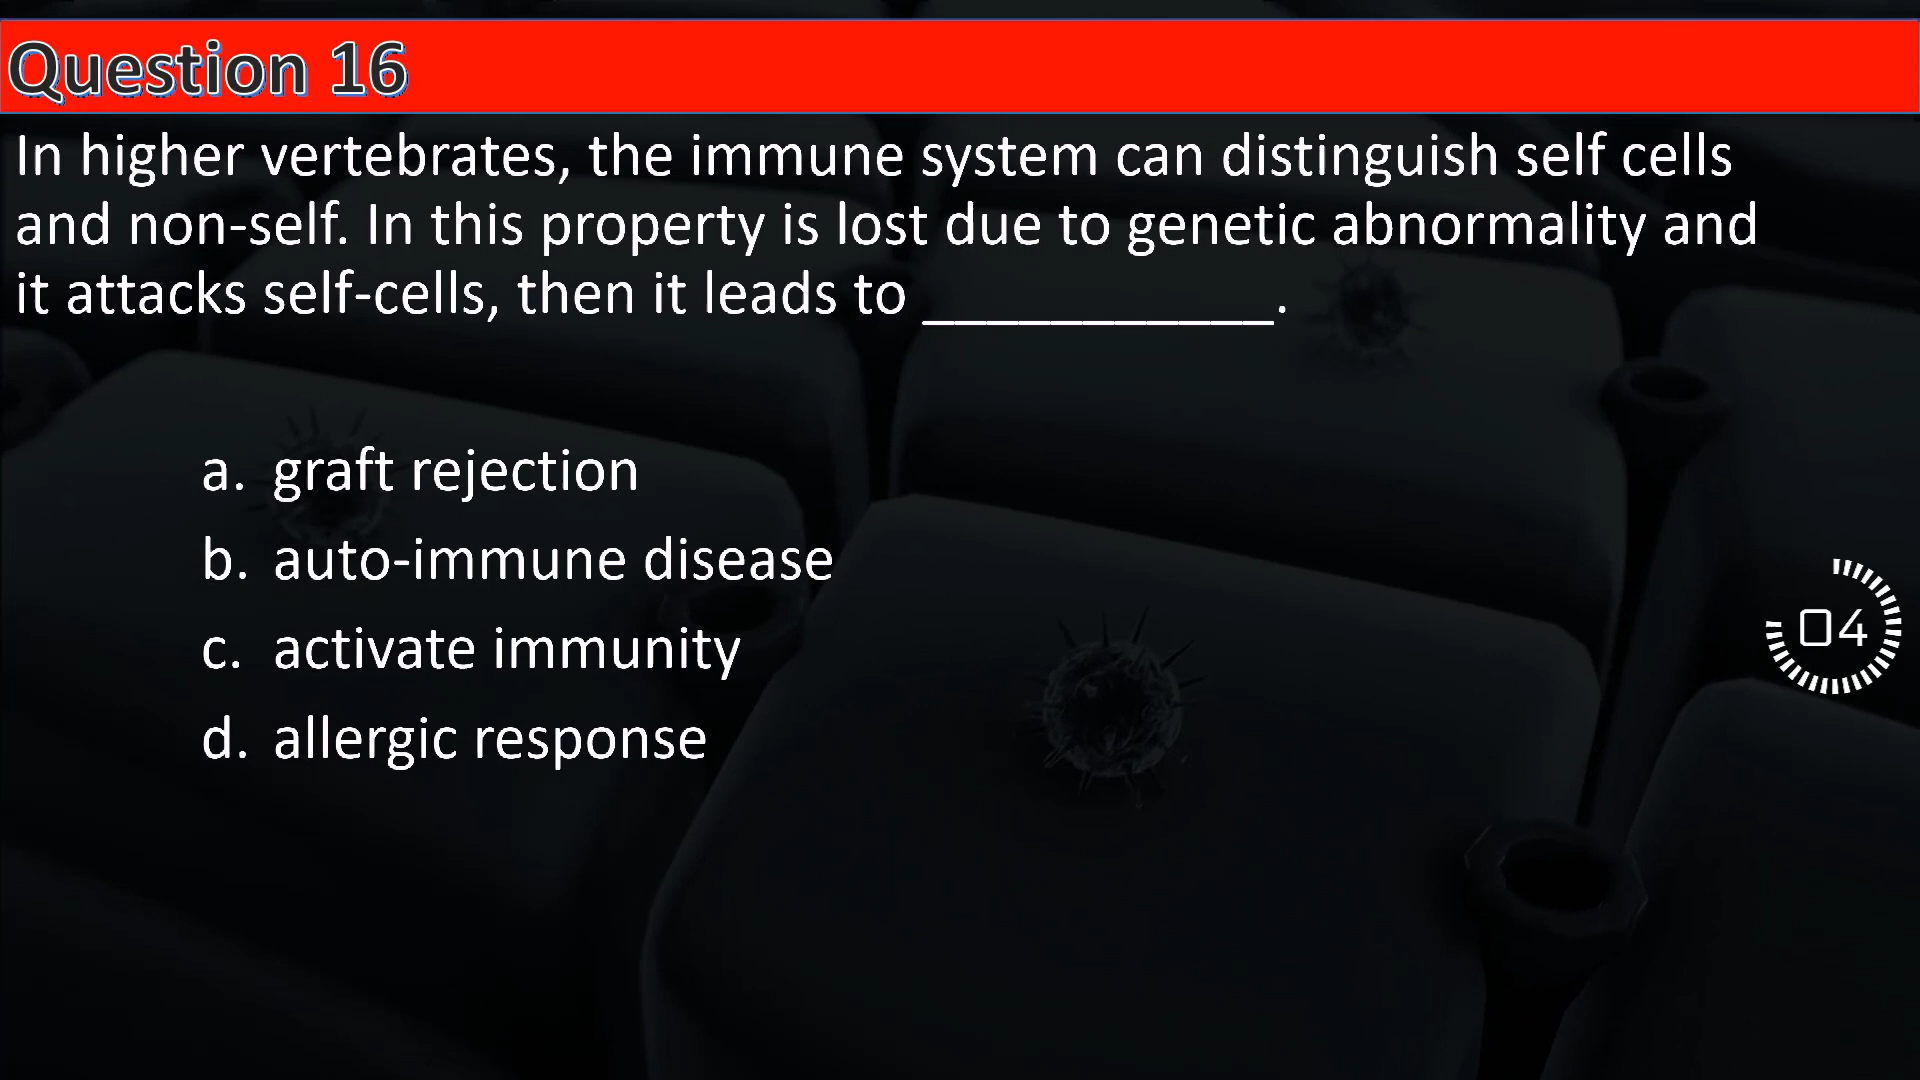 Question 16
In higher vertebrates, the immune system can distinguish self cells
and non-self. In this property is lost due to genetic abnormality and
it attacks self-cells, then it leads to ___________.
a. graft rejection
b. auto-immune disease
04
c. activate immunity
d. allergic response